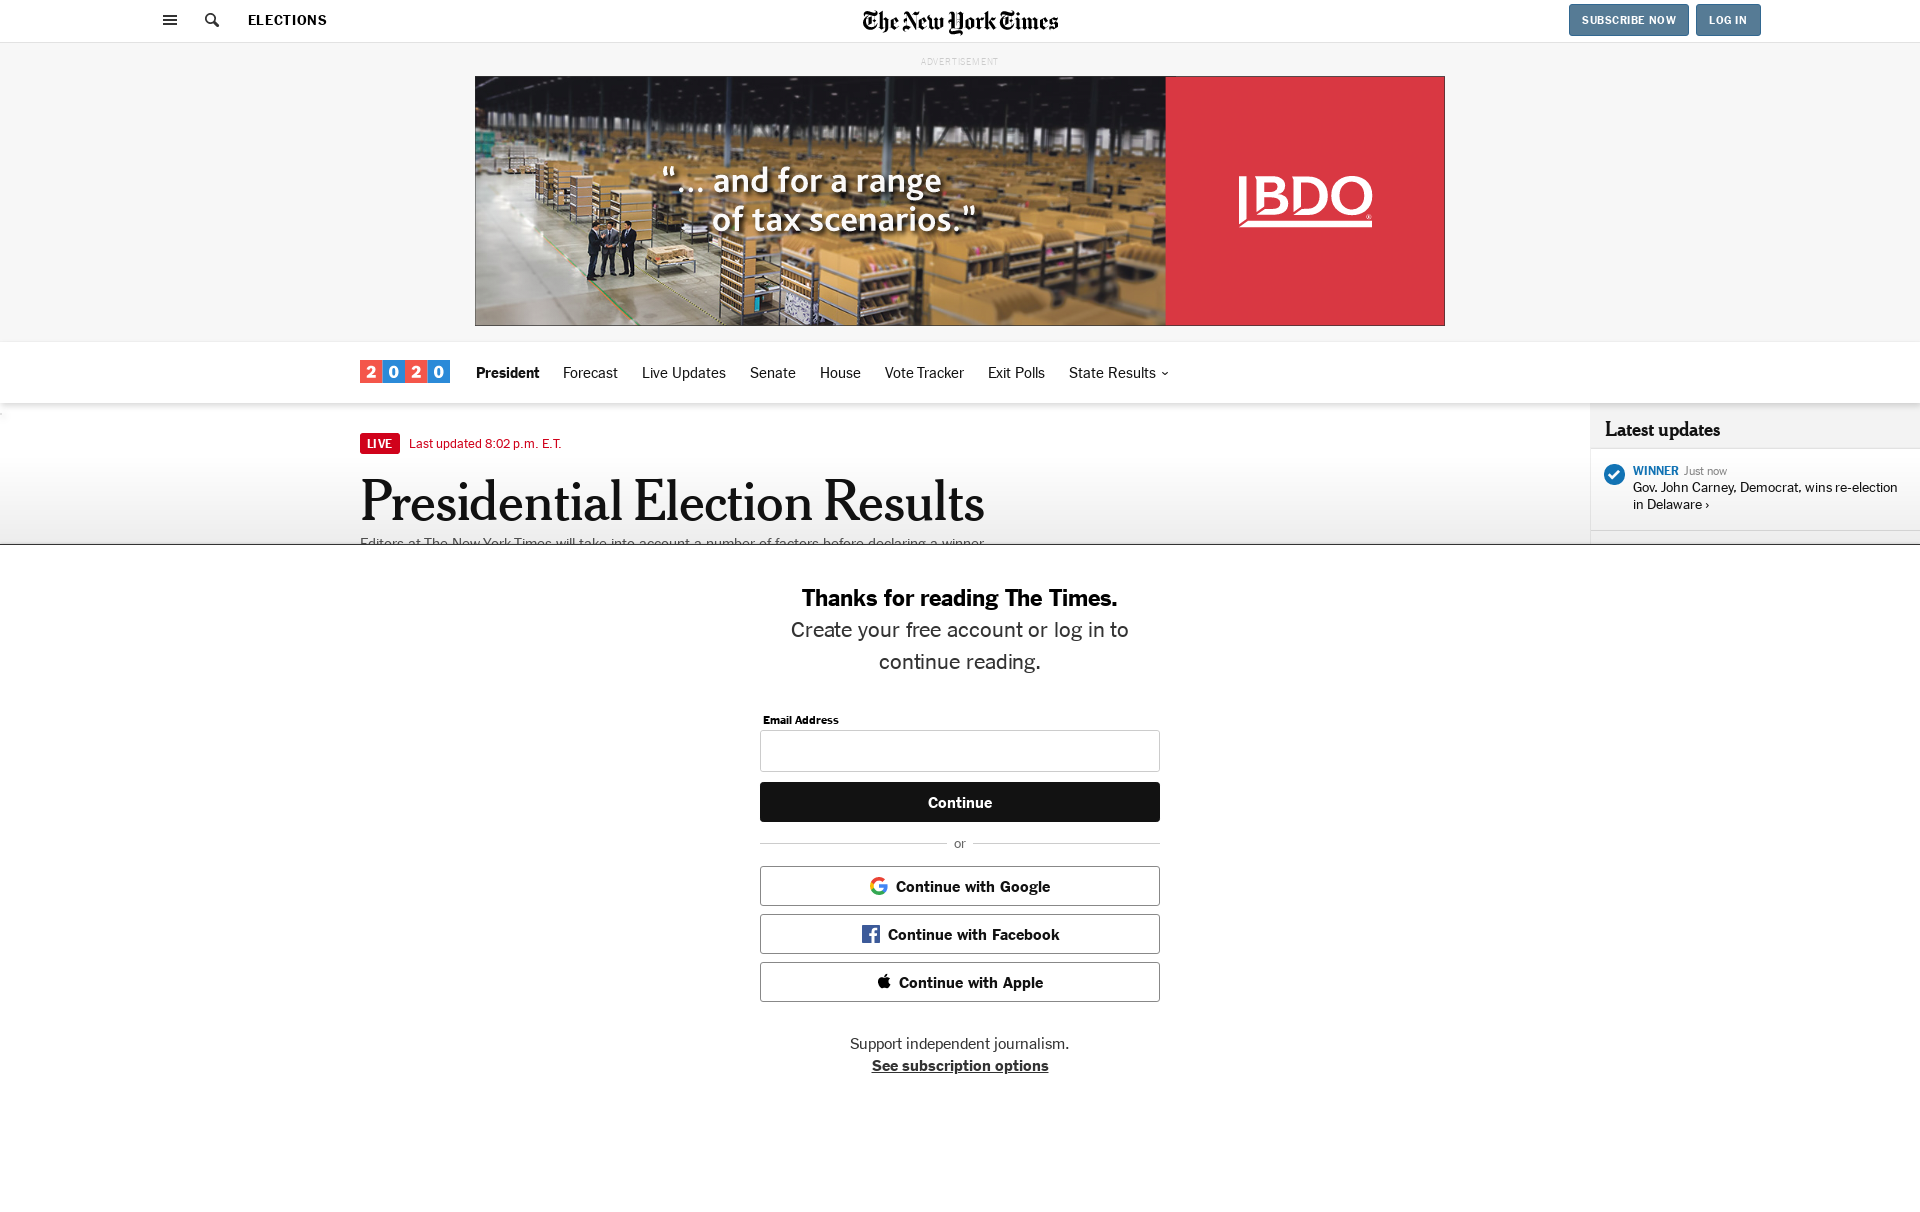 ELECTIONS
The New York Times
SUBSCRIBE NOW
LOG IN
ADVERTISEMENT
“... and for a range
of tax scenarios.”
BDO®
2020
President
Forecast
Live Updates
Senate
House
Vote Tracker
Exit Polls
State Results
LIVE
Last updated 8:02 p.m. E.T.
Presidential Election Results
Editors at The New York Times will take into account a number of factors before declaring a winner
Latest updates
WINNER Just now
Gov. John Carney, Democrat, wins re-election
in Delaware ›
Thanks for reading The Times.
Create your free account or log in to
continue reading.
Email Address
Continue
or
Continue with Google
Continue with Facebook
Continue with Apple
Support independent journalism.
See subscription options